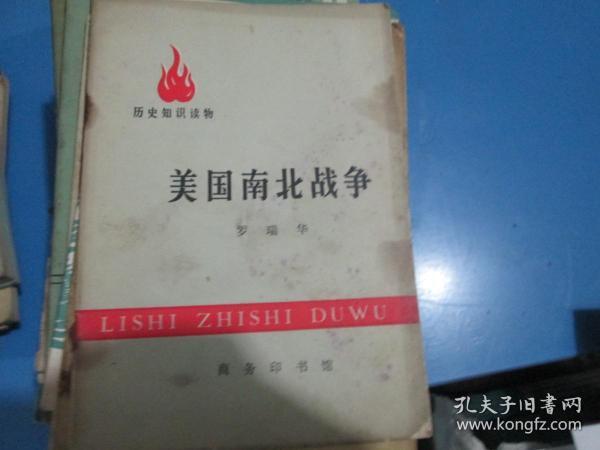 历史知识读物
美国南北战争
罗瑞华
LISHI ZHISHI DUWU
商务印书馆
孔夫子旧书网
www.kongfz.com